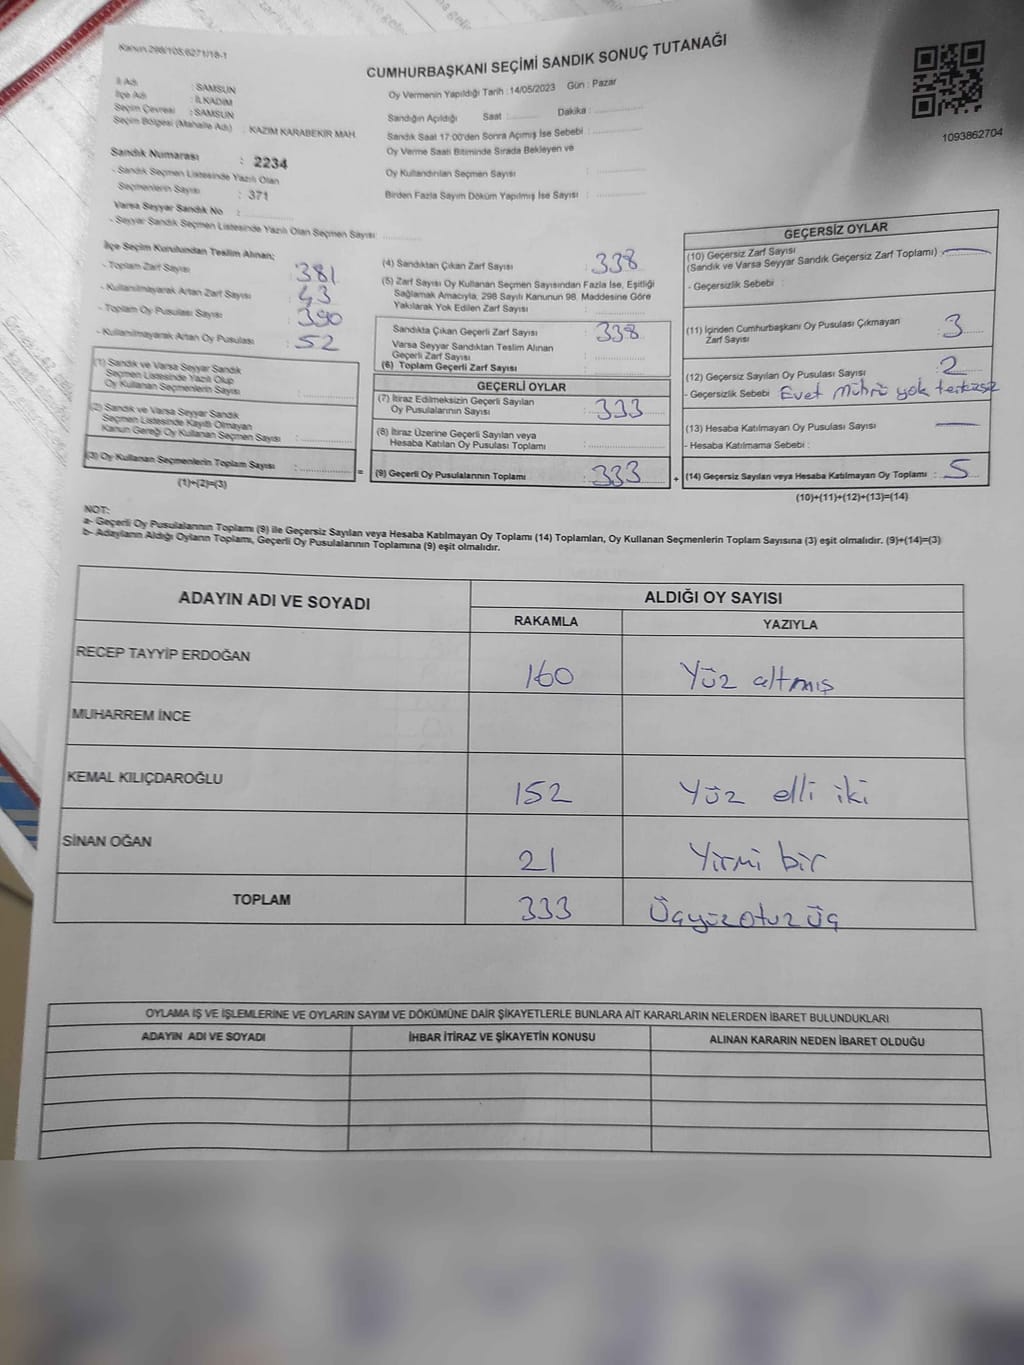 Kanun 298/105,6271/18-1
CUMHURBAŞKANI SEÇİMİ SANDIK SONUÇ TUTANAĞI
1093862704
İl Adı : SAMSUN
İlçe Adı : İLKADIM
Seçim Çevresi : SAMSUN
Seçim Bölgesi (Mahalle Adı) : KAZIM KARABEKİR MAH.
Oy Vermenin Yapıldığı Tarih : 14/05/2023 Gün : Pazar
Sandığın Açıldığı Saat : Dakika :
Sandık Saat 17:00'den Sonra Açımış İse Sebebi :
Oy Verme Saati Bitiminde Sırada Bekleyen ve
Oy Kullandırılan Seçmen Sayısı :
Birden Fazla Sayım Döküm Yapılmış İse Sayısı :
Sandık Numarası : 2234
- Sandık Seçmen Listesinde Yazılı Olan
Seçmenlerin Sayısı : 371
Varsa Seyyar Sandık No :
- Seyyar Sandık Seçmen Listesinde Yazılı Olan Seçmen Sayısı:
İlçe Seçim Kurulundan Teslim Alınan;
- Toplam Zarf Sayısı : 381
- Kullanılmayarak Artan Zarf Sayısı : 43
- Toplam Oy Pusulası Sayısı : 390
- Kullanılmayarak Artan Oy Pusulası : 52
(1) Sandık ve Varsa Seyyar Sandık
Seçmen Listesinde Yazılı Olup
Oy Kullanan Seçmenlerin Sayısı :
(2) Sandık ve Varsa Seyyar Sandık
Seçmen Listesinde Kayıtlı Olmayan
Kanun Gereği Oy Kullanan Seçmen Sayısı :
(3) Oy Kullanan Seçmenlerin Toplam Sayısı : =
(1)+(2)=(3)
(4) Sandıktan Çıkan Zarf Sayısı : 338
(5) Zarf Sayısı Oy Kullanan Seçmen Sayısından Fazla İse, Eşitliği
Sağlamak Amacıyla, 298 Sayılı Kanunun 98. Maddesine Göre
Yakılarak Yok Edilen Zarf Sayısı :
Sandıkta Çıkan Geçerli Zarf Sayısı : 338
Varsa Seyyar Sandıktan Teslim Alınan
Geçerli Zarf Sayısı :
(6) Toplam Geçerli Zarf Sayısı :
GEÇERLİ OYLAR
(7) İtiraz Edilmeksizin Geçerli Sayılan
Oy Pusulalarının Sayısı : 333
(8) İtiraz Üzerine Geçerli Sayılan veya
Hesaba Katılan Oy Pusulası Toplamı :
(9) Geçerli Oy Pusulalarının Toplamı : 333 +
GEÇERSİZ OYLAR
(10) Geçersiz Zarf Sayısı
(Sandık ve Varsa Seyyar Sandık Geçersiz Zarf Toplamı) : —
- Geçersizlik Sebebi :
(11) İçinden Cumhurbaşkanı Oy Pusulası Çıkmayan
Zarf Sayısı : 3
(12) Geçersiz Sayılan Oy Pusulası Sayısı : 2
- Geçersizlik Sebebi : Evet Mührü yok
(13) Hesaba Katılmayan Oy Pusulası Sayısı : —
- Hesaba Katılmama Sebebi :
(14) Geçersiz Sayılan veya Hesaba Katılmayan Oy Toplamı : 5
(10)+(11)+(12)+(13)=(14)
NOT:
a- Geçerli Oy Pusulalarının Toplamı (9) ile Geçersiz Sayılan veya Hesaba Katılmayan Oy Toplamı (14) Toplamları, Oy Kullanan Seçmenlerin Toplam Sayısına (3) eşit olmalıdır. (9)+(14)=(3)
b- Adayların Aldığı Oyların Toplamı, Geçerli Oy Pusulalarının Toplamına (9) eşit olmalıdır.
ADAYIN ADI VE SOYADI ALDIĞI OY SAYISI
RAKAMLA YAZIYLA
RECEP TAYYİP ERDOĞAN 160 Yüz altmış
MUHARREM İNCE
KEMAL KILIÇDAROĞLU 152 Yüz elli iki
SİNAN OĞAN 21 Yirmi bir
TOPLAM 333 Üçyüzotuz üç
OYLAMA İŞ VE İŞLEMLERİNE VE OYLARIN SAYIM VE DÖKÜMÜNE DAİR ŞİKAYETLERLE BUNLARA AİT KARARLARIN NELERDEN İBARET BULUNDUKLARI
ADAYIN ADI VE SOYADI İHBAR İTİRAZ VE ŞİKAYETİN KONUSU ALINAN KARARIN NEDEN İBARET OLDUĞU